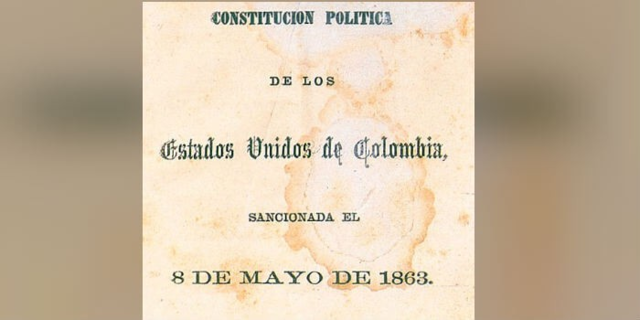 CONSTITUCION POLITICA
DE LOS
Estados Unidos de Colombia,
SANCIONADA EL
8 DE MAYO DE 1863.